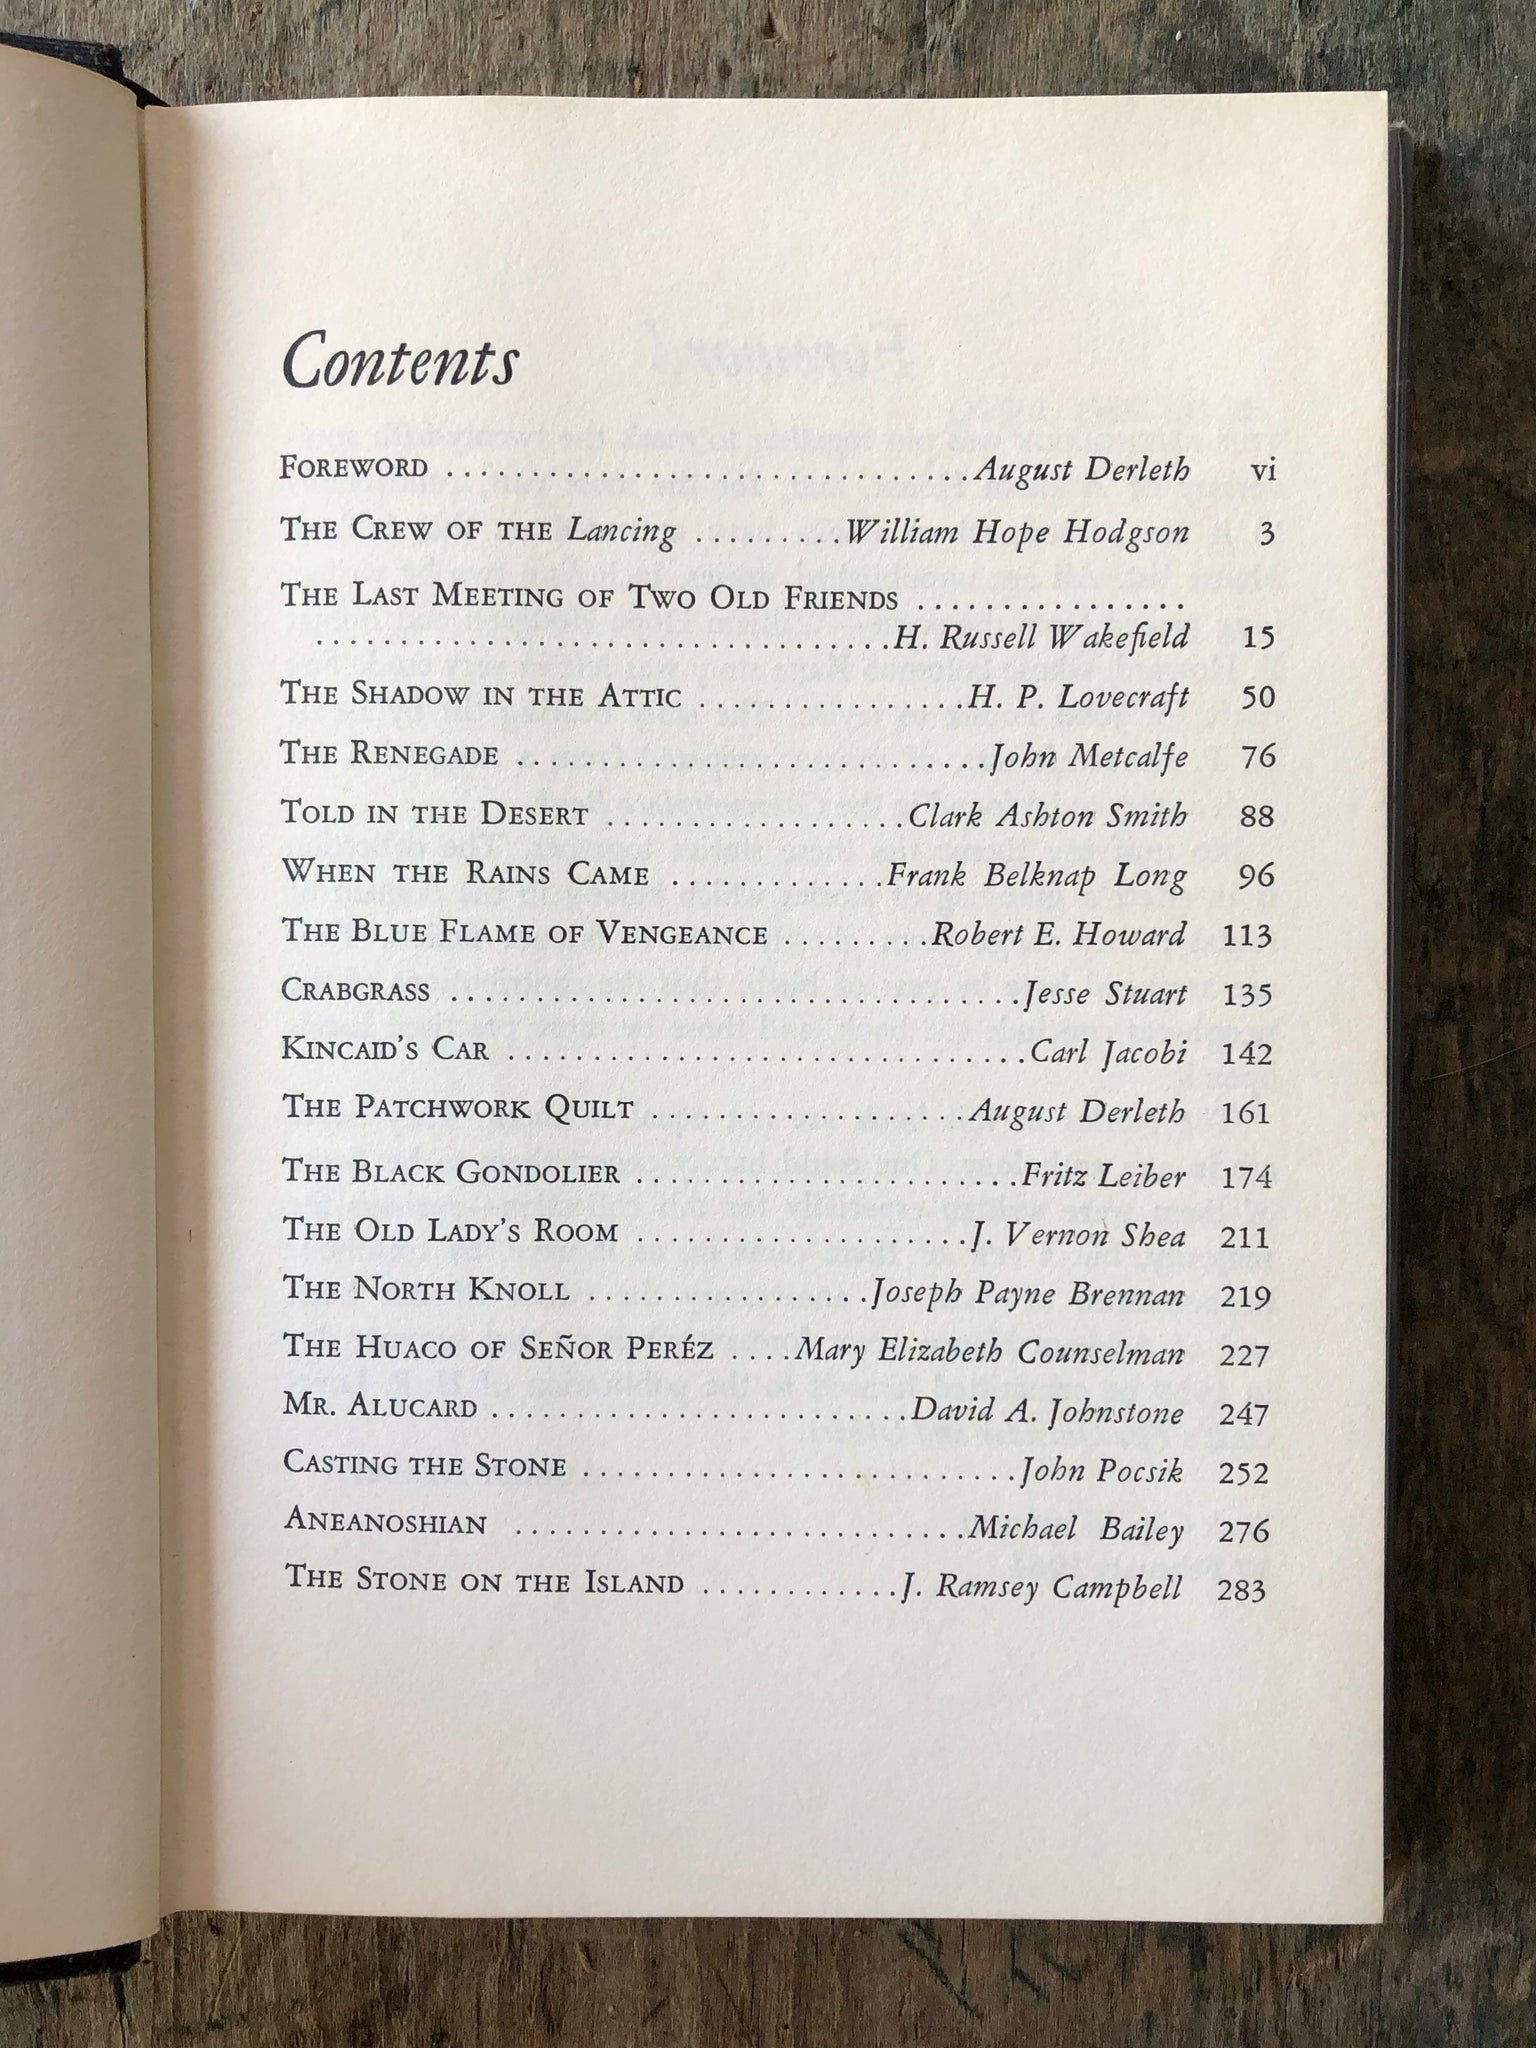 Contents
FOREWORD ................................August Derleth vi
THE CREW OF THE Lancing .........William Hope Hodgson 3
THE LAST MEETING OF TWO OLD FRIENDS ................
...................................H. Russell Wakefield 15
THE SHADOW IN THE ATTIC ................H. P. Lovecraft 50
THE RENEGADE .............................John Metcalfe 76
TOLD IN THE DESERT ..................Clark Ashton Smith 88
WHEN THE RAINS CAME .............Frank Belknap Long 96
THE BLUE FLAME OF VENGEANCE .........Robert E. Howard 113
CRABGRASS ...................................Jesse Stuart 135
KINCAID'S CAR ................................Carl Jacobi 142
THE PATCHWORK QUILT ...................August Derleth 161
THE BLACK GONDOLIER .......................Fritz Leiber 174
THE OLD LADY'S ROOM ....................J. Vernon Shea 211
THE NORTH KNOLL .................Joseph Payne Brennan 219
THE HUACO OF SEÑOR PERÉZ ....Mary Elizabeth Counselman 227
MR. ALUCARD .........................David A. Johnstone 247
CASTING THE STONE ..........................John Pocsik 252
ANEANOSHIAN ...........................Michael Bailey 276
THE STONE ON THE ISLAND ............J. Ramsey Campbell 283